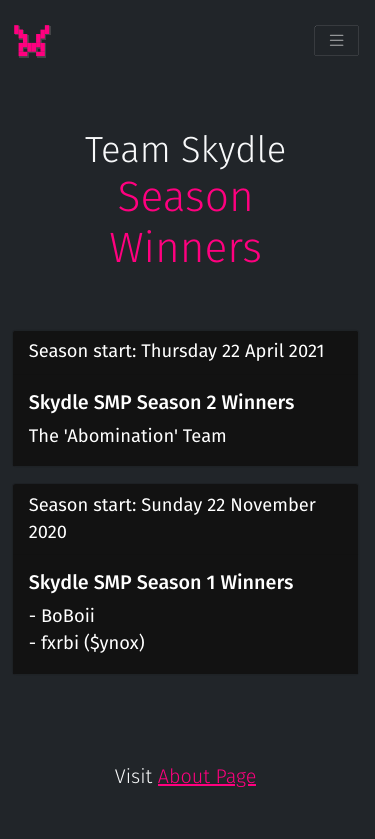 Team Skydle
Season
Winners
Season start: Thursday 22 April 2021
Skydle SMP Season 2 Winners
The 'Abomination' Team
Season start: Sunday 22 November
2020
Skydle SMP Season 1 Winners
- BoBoii
- fxrbi ($ynox)
Visit About Page